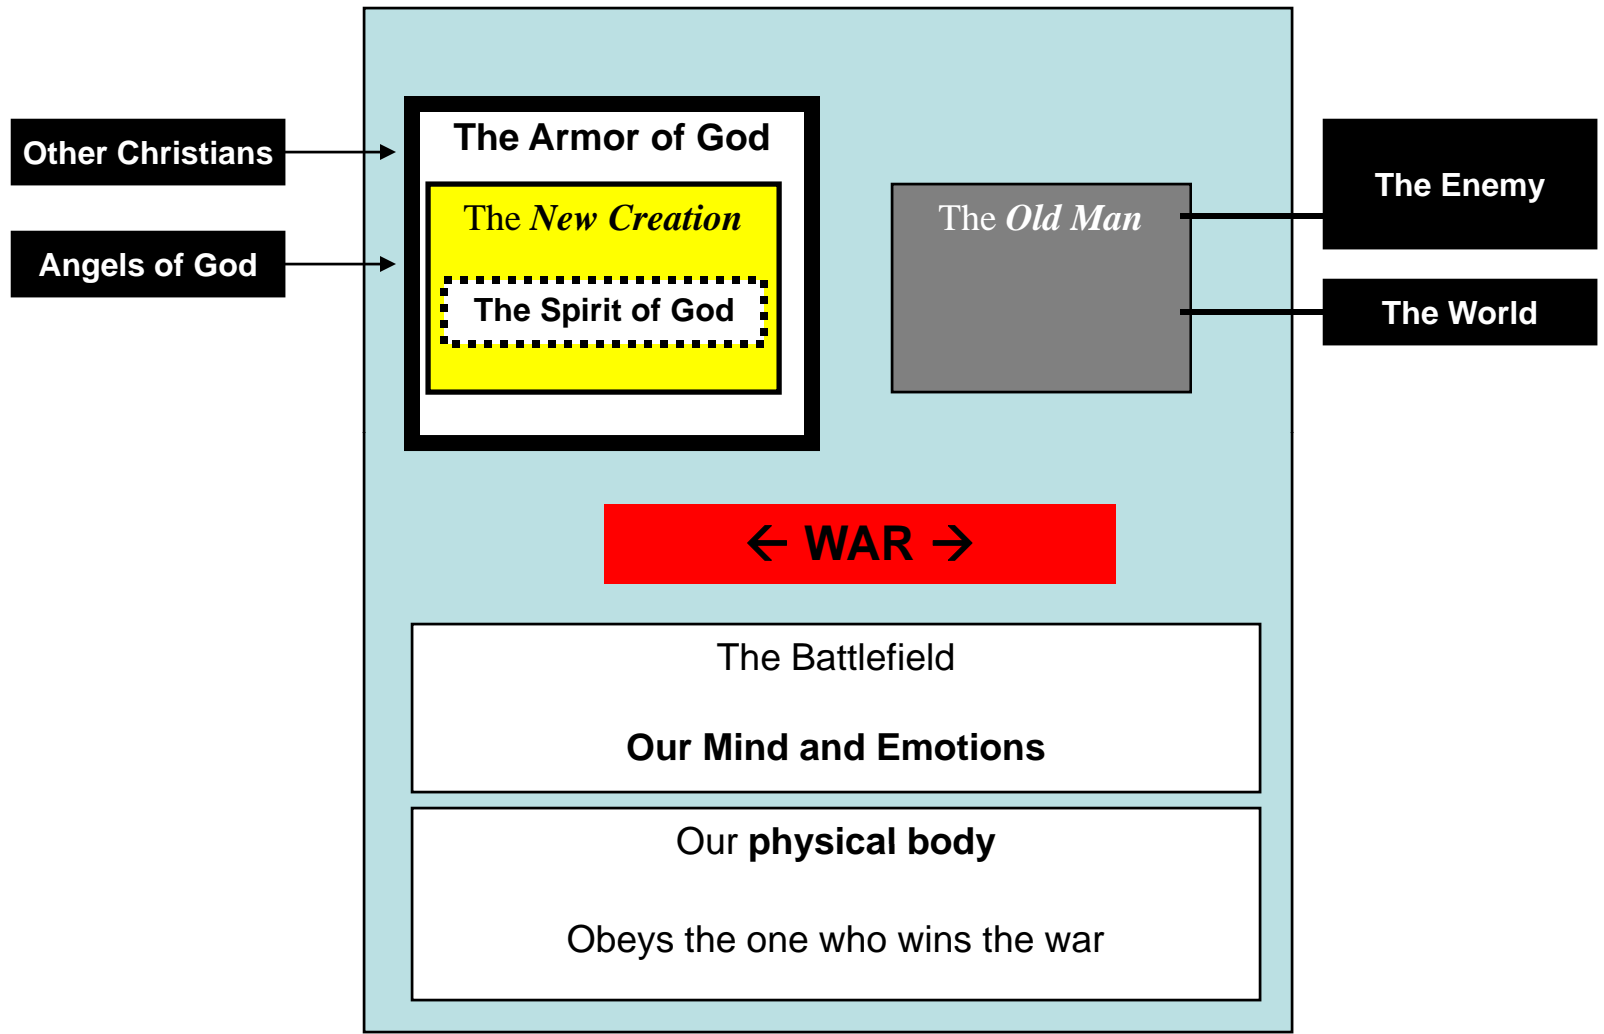 The Armor of God
Other Christians
The Enemy
The New Creation
The Old Man
Angels of God
The Spirit of God
The World
← WAR →
The Battlefield
Our Mind and Emotions
Our physical body
Obeys the one who wins the war